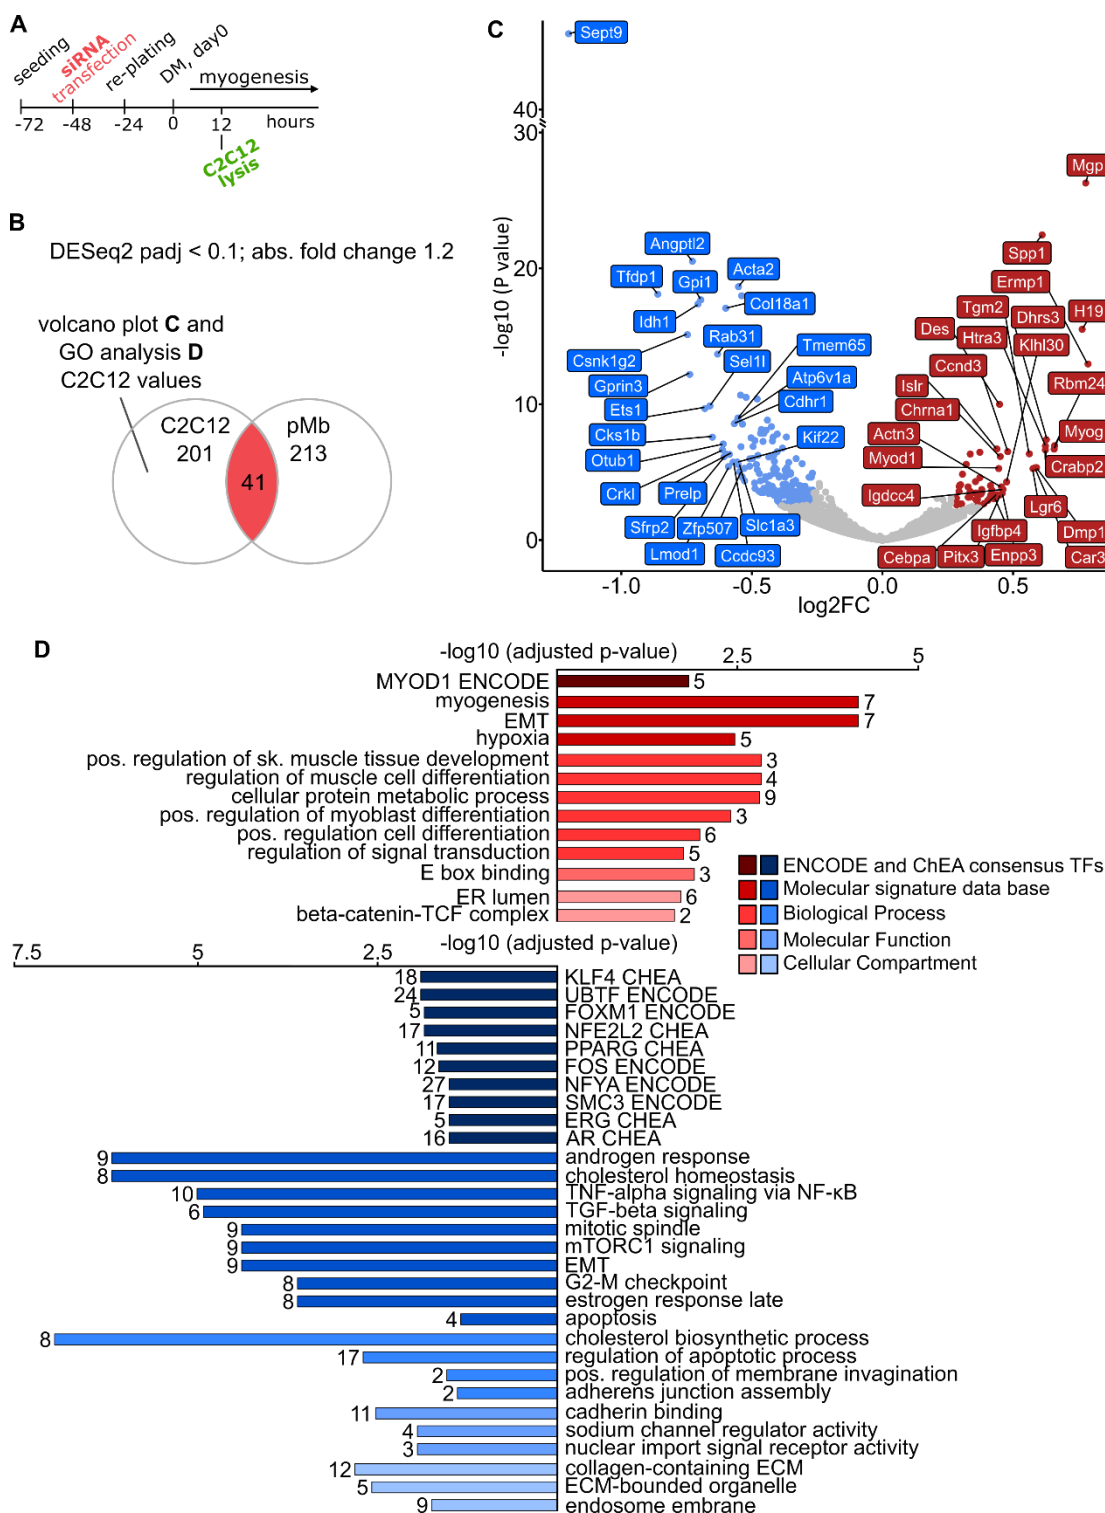 A
seeding
siRNA
transfection
re-plating
DM, day0
myogenesis
-72
-48
-24
0
12
hours
C2C12
lysis
B
DESeq2 padj < 0.1; abs. fold change 1.2
volcano plot C and
GO analysis D
C2C12 values
C2C12
201
41
pMb
213
C
-log10 (P value)
40
30
20
10
0
-1.0
-0.5
0.0
0.5
log2FC
Sept9
Mgp
Angptl2
Spp1
Tfdp1
Gpi1
Acta2
Ermp1
Col18a1
Tgm2
Dhrs3
H19
Idh1
Des
Htra3
Klhl30
Rab31
Tmem65
Csnk1g2
Sel1l
Ccnd3
Gprin3
Atp6v1a
Islr
Rbm24
Ets1
Cdhr1
Chrna1
Cks1b
Kif22
Actn3
Myog
Otub1
Myod1
Crabp2
Crkl
Prelp
Igdcc4
Lgr6
Sfrp2
Zfp507
Slc1a3
Igfbp4
Dmp1
Lmod1
Ccdc93
Cebpa
Pitx3
Enpp3
Car3
D
-log10 (adjusted p-value)
2.5
5
MYOD1 ENCODE 5
myogenesis 7
EMT 7
hypoxia 5
pos. regulation of sk. muscle tissue development 3
regulation of muscle cell differentiation 4
cellular protein metabolic process 9
pos. regulation of myoblast differentiation 3
pos. regulation cell differentiation 6
regulation of signal transduction 5
E box binding 3
ER lumen 6
beta-catenin-TCF complex 2
ENCODE and ChEA consensus TFs
Molecular signature data base
Biological Process
Molecular Function
Cellular Compartment
-log10 (adjusted p-value)
7.5
5
2.5
18 KLF4 CHEA
24 UBTF ENCODE
5 FOXM1 ENCODE
17 NFE2L2 CHEA
11 PPARG CHEA
12 FOS ENCODE
27 NFYA ENCODE
17 SMC3 ENCODE
5 ERG CHEA
16 AR CHEA
9 androgen response
8 cholesterol homeostasis
10 TNF-alpha signaling via NF-κB
6 TGF-beta signaling
9 mitotic spindle
9 mTORC1 signaling
9 EMT
8 G2-M checkpoint
8 estrogen response late
4 apoptosis
8 cholesterol biosynthetic process
17 regulation of apoptotic process
2 pos. regulation of membrane invagination
2 adherens junction assembly
11 cadherin binding
4 sodium channel regulator activity
3 nuclear import signal receptor activity
12 collagen-containing ECM
5 ECM-bounded organelle
9 endosome embrane